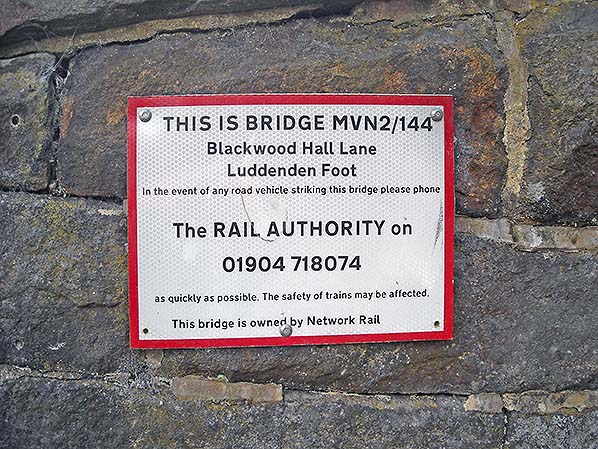 THIS IS BRIDGE MVN2/144
Blackwood Hall Lane
Luddenden Foot
In the event of any road vehicle striking this bridge please phone
The RAIL AUTHORITY on
01904 718074
as quickly as possible. The safety of trains may be affected.
This bridge is owned by Network Rail